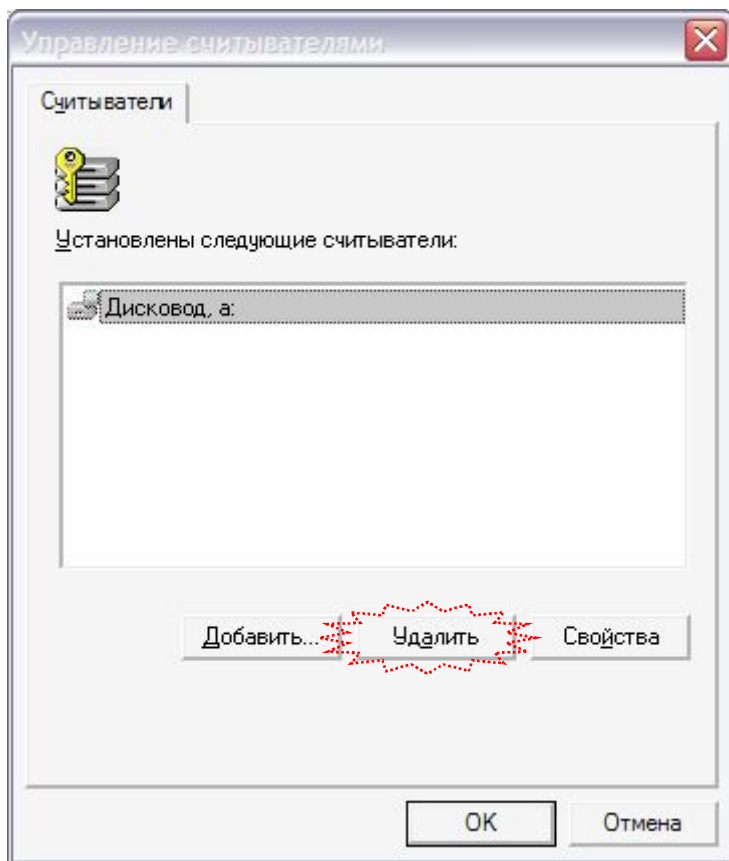 Управление считывателями
Считыватели
Установлены следующие считыватели:
Дисковод, а:
Добавить... Удалить Свойства
OK Отмена